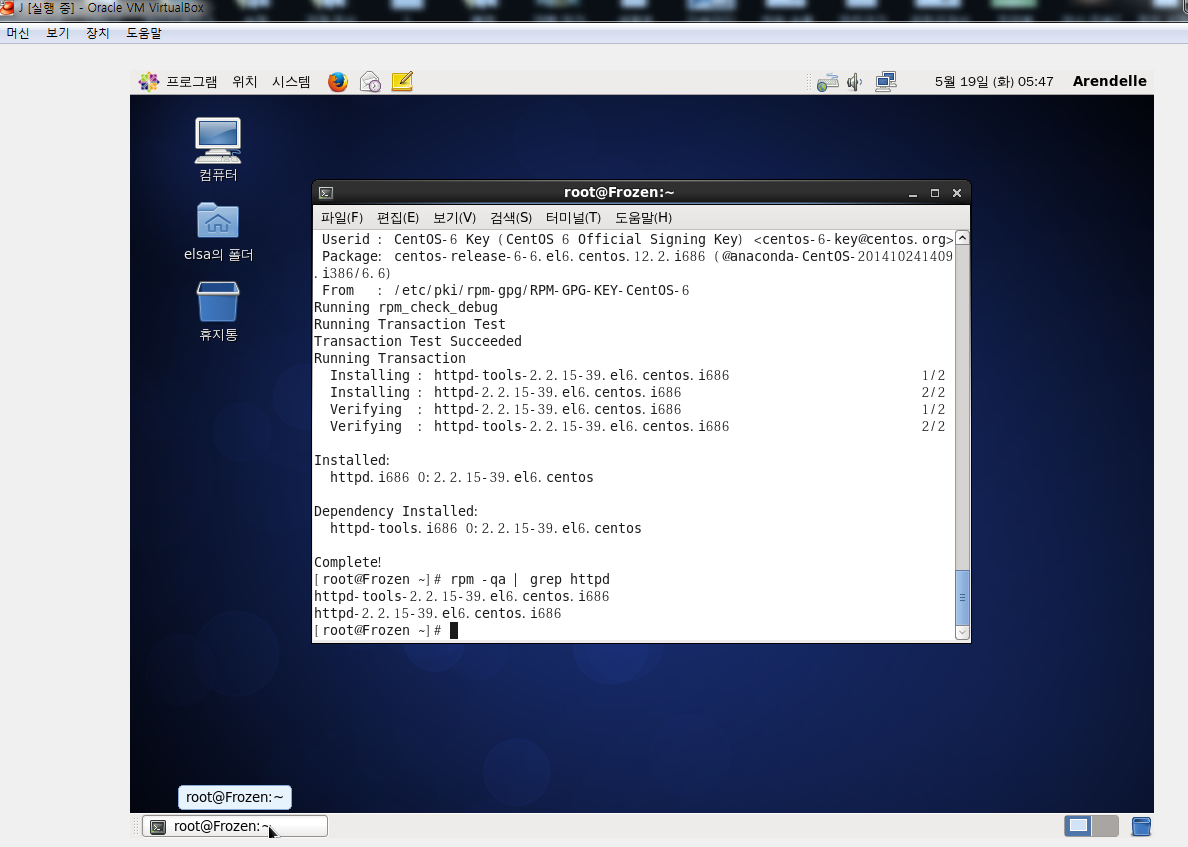 J [실행 중] - Oracle VM VirtualBox
머신 보기 장치 도움말
프로그램 위치 시스템 5월 19일 (화) 05:47 Arendelle
컴퓨터
elsa의 폴더
휴지통
root@Frozen:~
파일(F) 편집(E) 보기(V) 검색(S) 터미널(T) 도움말(H)
Userid : CentOS-6 Key (CentOS 6 Official Signing Key) <centos-6-key@centos.org>
Package: centos-release-6-6.el6.centos.12.2.i686 (@anaconda-CentOS-201410241409
.i386/6.6)
From : /etc/pki/rpm-gpg/RPM-GPG-KEY-CentOS-6
Running rpm_check_debug
Running Transaction Test
Transaction Test Succeeded
Running Transaction
Installing : httpd-tools-2.2.15-39.el6.centos.i686 1/2
Installing : httpd-2.2.15-39.el6.centos.i686 2/2
Verifying : httpd-2.2.15-39.el6.centos.i686 1/2
Verifying : httpd-tools-2.2.15-39.el6.centos.i686 2/2
Installed:
httpd.i686 0:2.2.15-39.el6.centos
Dependency Installed:
httpd-tools.i686 0:2.2.15-39.el6.centos
Complete!
[root@Frozen ~]# rpm -qa | grep httpd
httpd-tools-2.2.15-39.el6.centos.i686
httpd-2.2.15-39.el6.centos.i686
[root@Frozen ~]#
root@Frozen:~
root@Frozen:~